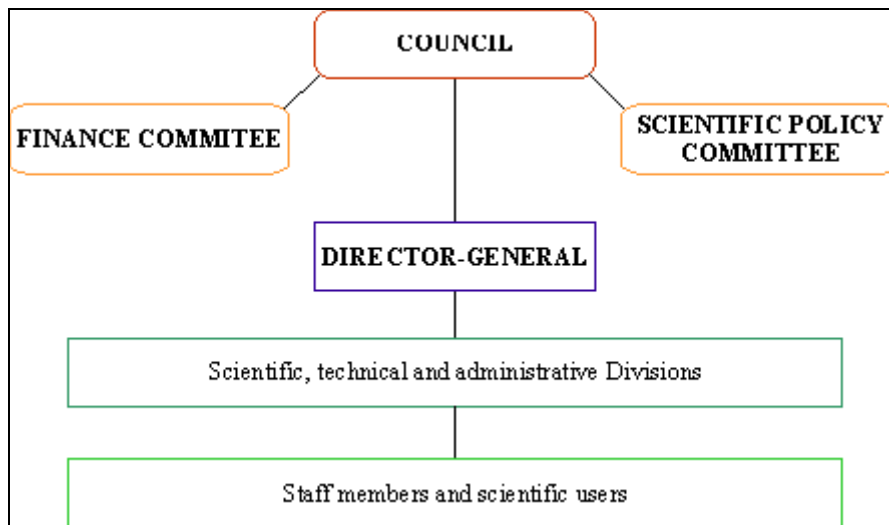 COUNCIL
FINANCE COMMITEE
SCIENTIFIC POLICY
COMMITTEE
DIRECTOR-GENERAL
Scientific, technical and administrative Divisions
Staff members and scientific users